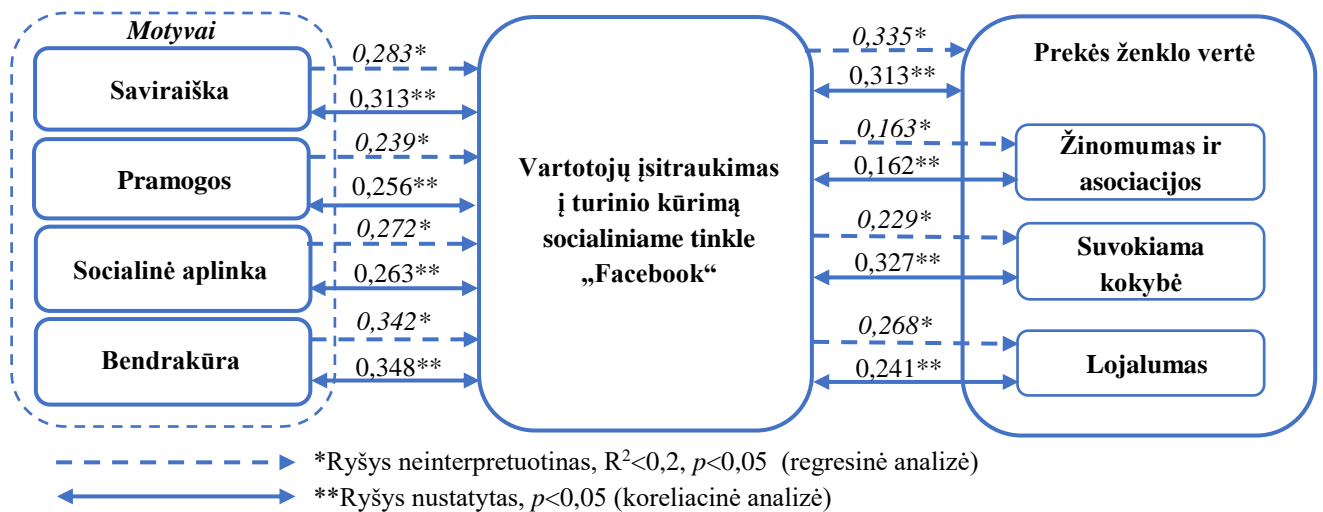 Motyvai
Saviraiška
Pramogos
Socialinė aplinka
Bendrakūra
0,283*
0,313**
0,239*
0,256**
0,272*
0,263**
0,342*
0,348**
Vartotojų įsitraukimas
į turinio kūrimą
socialiniame tinkle
„Facebook“
0,335*
0,313**
0,163*
0,162**
0,229*
0,327**
0,268*
0,241**
Prekės ženklo vertė
Žinomumas ir
asociacijos
Suvokiama
kokybė
Lojalumas
*Ryšys neinterpretuotinas, R²<0,2, p<0,05 (regresinė analizė)
**Ryšys nustatytas, p<0,05 (koreliacinė analizė)